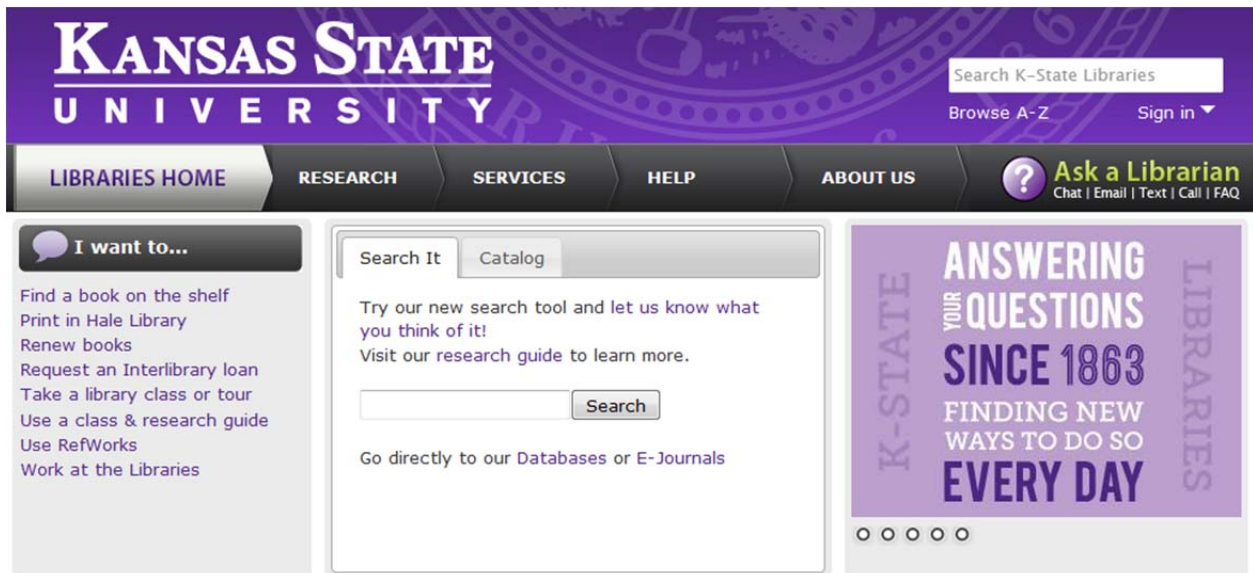 KANSAS STATE
UNIVERSITY
Search K-State Libraries
Browse A-Z
Sign in
LIBRARIES HOME
RESEARCH
SERVICES
HELP
ABOUT US
?
Ask a Librarian
Chat | Email | Text | Call | FAQ
I want to...
Find a book on the shelf
Print in Hale Library
Renew books
Request an Interlibrary loan
Take a library class or tour
Use a class & research guide
Use RefWorks
Work at the Libraries
Search It
Catalog
Try our new search tool and let us know what
you think of it!
Visit our research guide to learn more.
Search
Go directly to our Databases or E-Journals
K-STATE
ANSWERING
YOUR QUESTIONS
SINCE 1863
FINDING NEW
WAYS TO DO SO
EVERY DAY
LIBRARIES